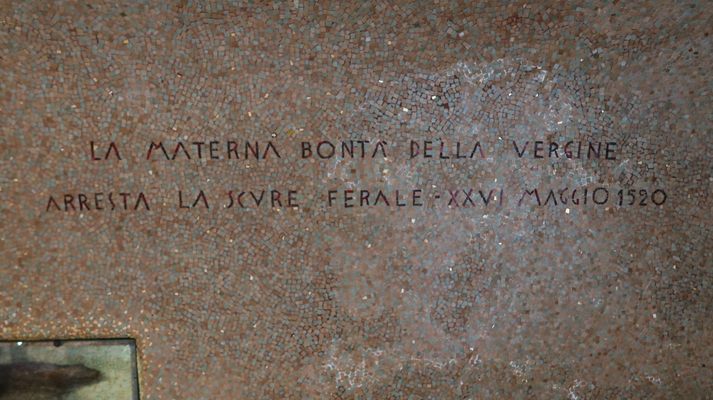 LA MATERNA BONTÀ DELLA VERGINE
ARRESTA LA SCVRE FERALE - XXVI MAGGIO 1520